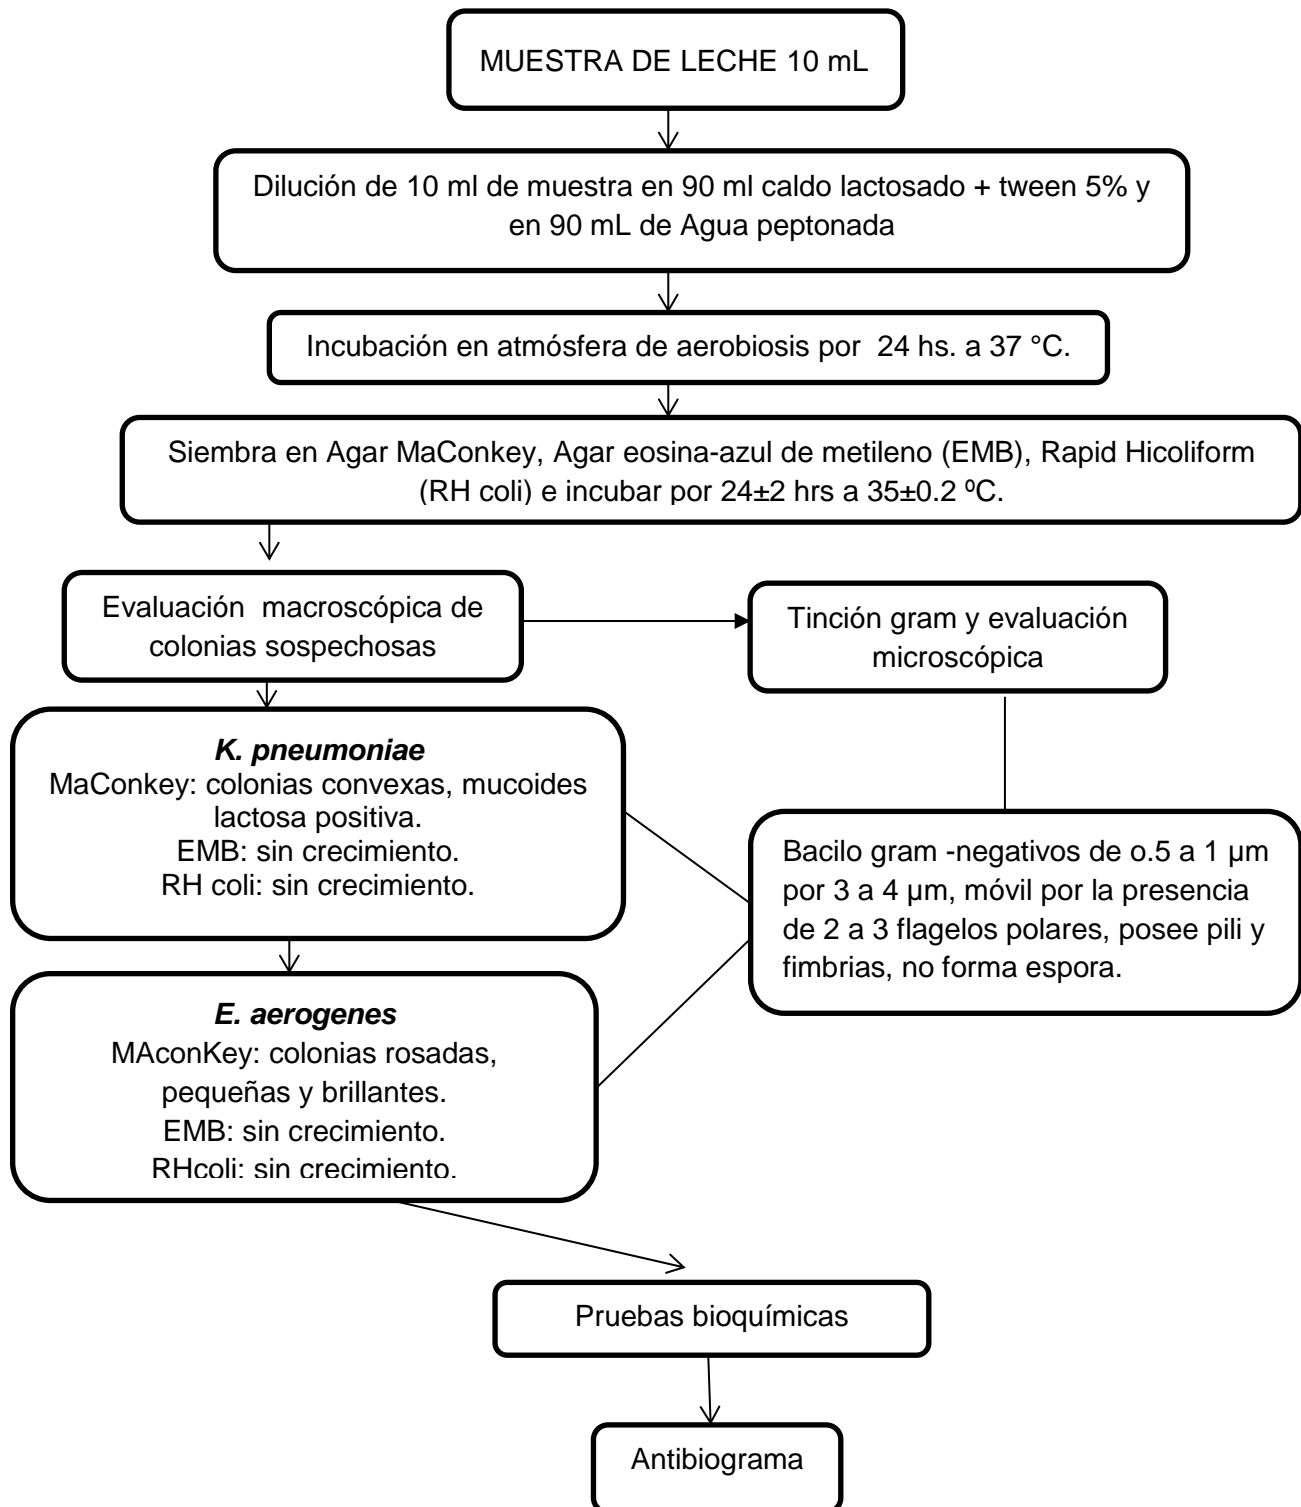 MUESTRA DE LECHE 10 mL
Dilución de 10 ml de muestra en 90 ml caldo lactosado + tween 5% y
en 90 mL de Agua peptonada
Incubación en atmósfera de aerobiosis por 24 hs. a 37 °C.
Siembra en Agar MaConkey, Agar eosina-azul de metileno (EMB), Rapid Hicoliform
(RH coli) e incubar por 24±2 hrs a 35±0.2 ºC.
Evaluación macroscópica de
colonias sospechosas
Tinción gram y evaluación
microscópica
K. pneumoniae
MaConkey: colonias convexas, mucoides
lactosa positiva.
EMB: sin crecimiento.
RH coli: sin crecimiento.
Bacilo gram -negativos de o.5 a 1 µm
por 3 a 4 µm, móvil por la presencia
de 2 a 3 flagelos polares, posee pili y
fimbrias, no forma espora.
E. aerogenes
MAconKey: colonias rosadas,
pequeñas y brillantes.
EMB: sin crecimiento.
RHcoli: sin crecimiento.
Pruebas bioquímicas
Antibiograma